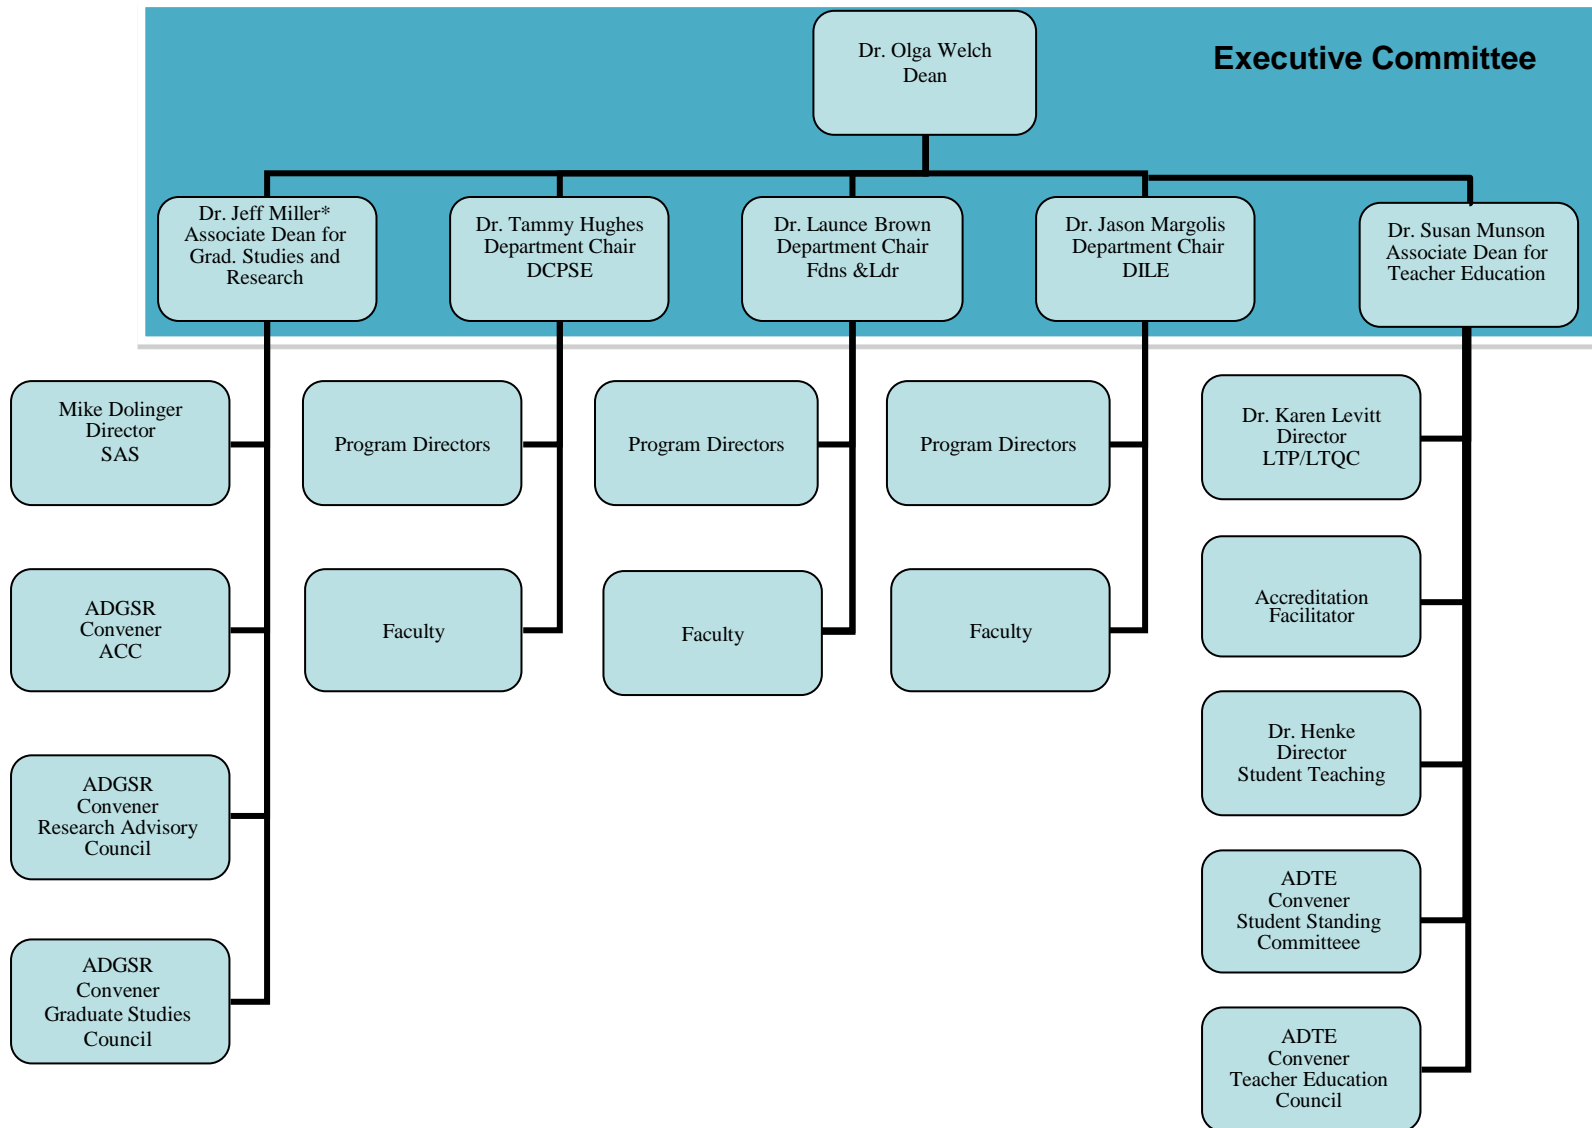 Dr. Olga Welch
Dean
Executive Committee
Dr. Jeff Miller*
Associate Dean for
Grad. Studies and
Research
Dr. Tammy Hughes
Department Chair
DCPSE
Dr. Launce Brown
Department Chair
Fdns &Ldr
Dr. Jason Margolis
Department Chair
DILE
Dr. Susan Munson
Associate Dean for
Teacher Education
Mike Dolinger
Director
SAS
Program Directors
Program Directors
Program Directors
Dr. Karen Levitt
Director
LTP/LTQC
ADGSR
Convener
ACC
Faculty
Faculty
Faculty
Accreditation
Facilitator
ADGSR
Convener
Research Advisory
Council
Dr. Henke
Director
Student Teaching
ADGSR
Convener
Graduate Studies
Council
ADTE
Convener
Student Standing
Committeee
ADTE
Convener
Teacher Education
Council